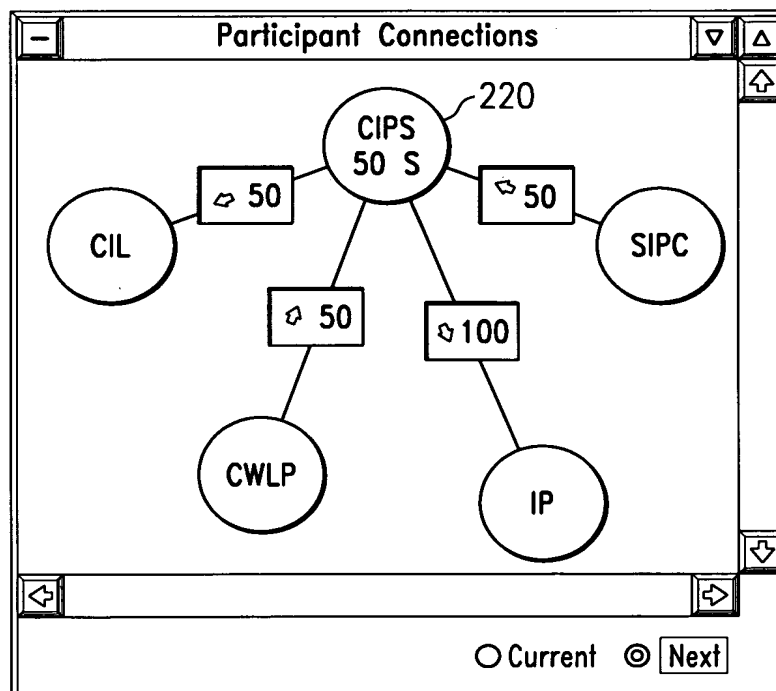 Participant Connections
220
CIPS
50 S
50
50
CIL
SIPC
50
100
CWLP
IP
Current
Next